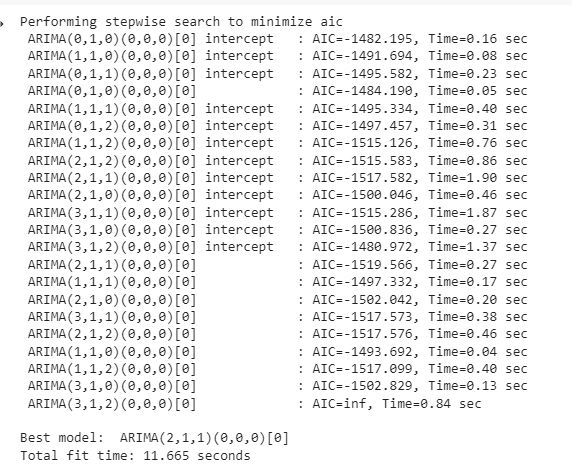 Performing stepwise search to minimize aic
ARIMA(0,1,0)(0,0,0)[0] intercept   : AIC=-1482.195, Time=0.16 sec
ARIMA(1,1,0)(0,0,0)[0] intercept   : AIC=-1491.694, Time=0.08 sec
ARIMA(0,1,1)(0,0,0)[0] intercept   : AIC=-1495.582, Time=0.23 sec
ARIMA(0,1,0)(0,0,0)[0]             : AIC=-1484.190, Time=0.05 sec
ARIMA(1,1,1)(0,0,0)[0] intercept   : AIC=-1495.334, Time=0.40 sec
ARIMA(0,1,2)(0,0,0)[0] intercept   : AIC=-1497.457, Time=0.31 sec
ARIMA(1,1,2)(0,0,0)[0] intercept   : AIC=-1515.126, Time=0.76 sec
ARIMA(2,1,2)(0,0,0)[0] intercept   : AIC=-1515.583, Time=0.86 sec
ARIMA(2,1,1)(0,0,0)[0] intercept   : AIC=-1517.582, Time=1.90 sec
ARIMA(2,1,0)(0,0,0)[0] intercept   : AIC=-1500.046, Time=0.46 sec
ARIMA(3,1,1)(0,0,0)[0] intercept   : AIC=-1515.286, Time=1.87 sec
ARIMA(3,1,0)(0,0,0)[0] intercept   : AIC=-1500.836, Time=0.27 sec
ARIMA(3,1,2)(0,0,0)[0] intercept   : AIC=-1480.972, Time=1.37 sec
ARIMA(2,1,1)(0,0,0)[0]             : AIC=-1519.566, Time=0.27 sec
ARIMA(1,1,1)(0,0,0)[0]             : AIC=-1497.332, Time=0.17 sec
ARIMA(2,1,0)(0,0,0)[0]             : AIC=-1502.042, Time=0.20 sec
ARIMA(3,1,1)(0,0,0)[0]             : AIC=-1517.573, Time=0.38 sec
ARIMA(2,1,2)(0,0,0)[0]             : AIC=-1517.576, Time=0.46 sec
ARIMA(1,1,0)(0,0,0)[0]             : AIC=-1493.692, Time=0.04 sec
ARIMA(1,1,2)(0,0,0)[0]             : AIC=-1517.099, Time=0.40 sec
ARIMA(3,1,0)(0,0,0)[0]             : AIC=-1502.829, Time=0.13 sec
ARIMA(3,1,2)(0,0,0)[0]             : AIC=inf, Time=0.84 sec
Best model:  ARIMA(2,1,1)(0,0,0)[0]
Total fit time: 11.665 seconds